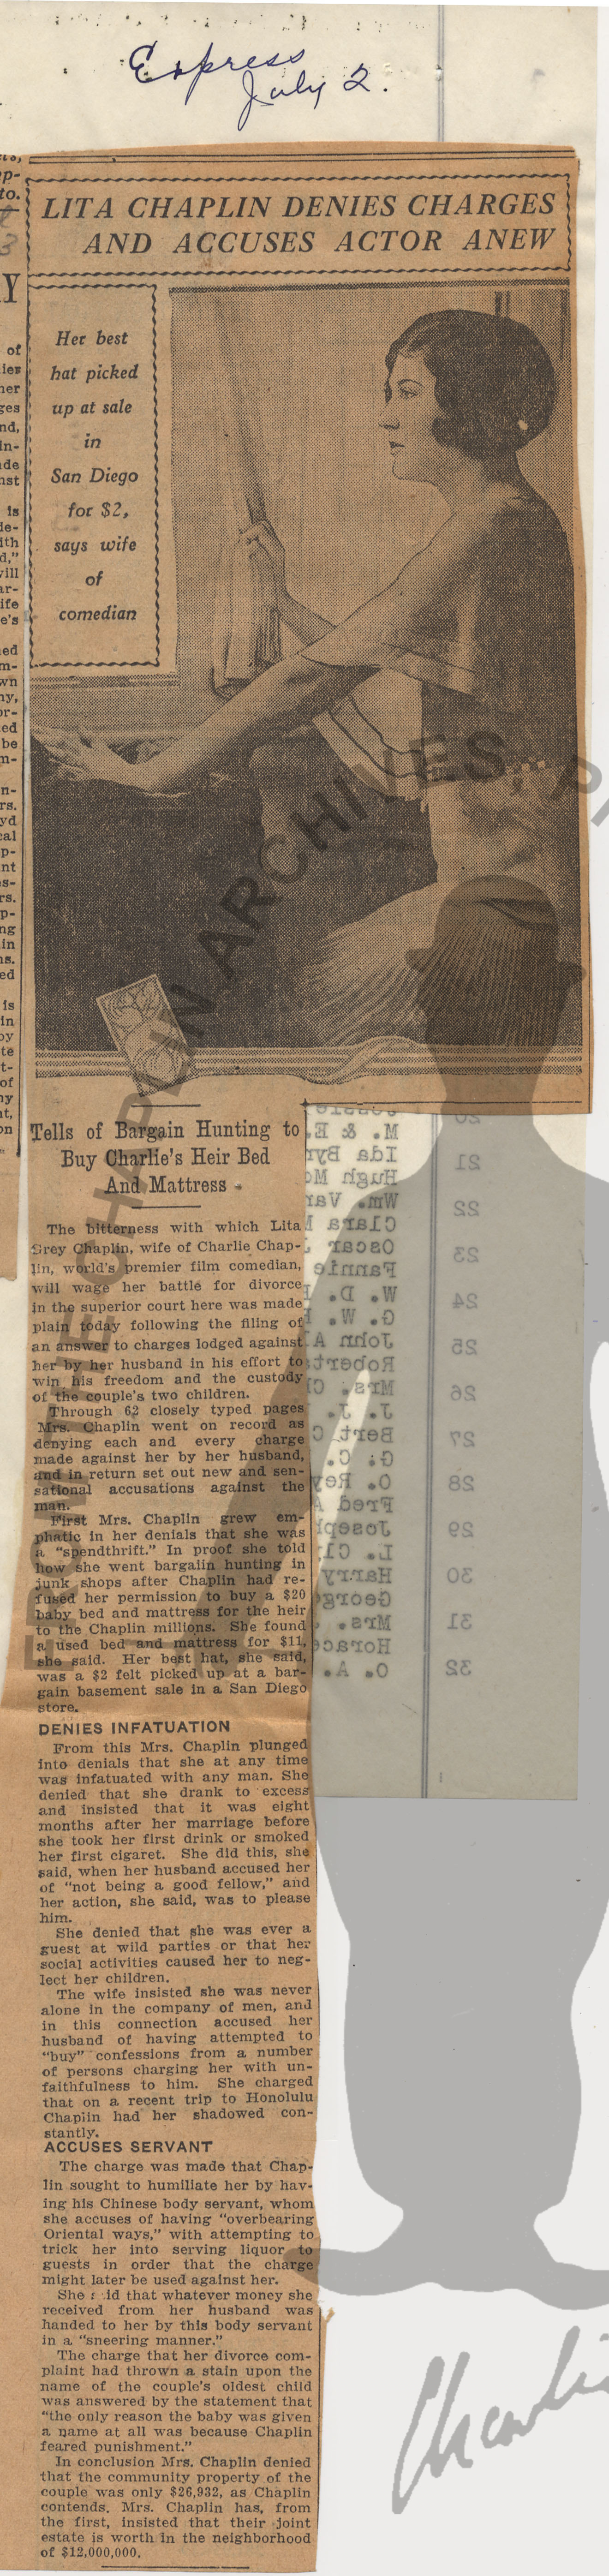 Express
July 2.
to.
LITA CHAPLIN DENIES CHARGES
AND ACCUSES ACTOR ANEW
Her best
hat picked
up at sale
in
San Diego
for $2,
says wife
of
comedian
Tells of Bargain Hunting to
Buy Charlie's Heir Bed
And Mattress
The bitterness with which Lita
Grey Chaplin, wife of Charlie Chap-
lin, world's premier film comedian,
will wage her battle for divorce
in the superior court here was made
plain today following the filing of
an answer to charges lodged against
her by her husband in his effort to
win his freedom and the custody
of the couple's two children.
Through 62 closely typed pages
Mrs. Chaplin went on record as
denying each and every charge
made against her by her husband,
and in return set out new and sen-
sational accusations against the
man.
First Mrs. Chaplin grew em-
phatic in her denials that she was
a "spendthrift." In proof she told
how she went bargain hunting in
junk shops after Chaplin had re-
fused her permission to buy a $20
baby bed and mattress for the heir
to the Chaplin millions. She found
a used bed and mattress for $11,
she said. Her best hat, she said,
was a $2 felt picked up at a bar-
gain basement sale in a San Diego
store.
DENIES INFATUATION
From this Mrs. Chaplin plunged
into denials that she at any time
was infatuated with any man. She
denied that she drank to excess
and insisted that it was eight
months after her marriage before
she took her first drink or smoked
her first cigaret. She did this, she
said, when her husband accused her
of "not being a good fellow," and
her action, she said, was to please
him.
She denied that she was ever a
guest at wild parties or that her
social activities caused her to neg-
lect her children.
The wife insisted she was never
alone in the company of men, and
in this connection accused her
husband of having attempted to
"buy" confessions from a number
of persons charging her with un-
faithfulness to him. She charged
that on a recent trip to Honolulu
Chaplin had her shadowed con-
stantly.
ACCUSES SERVANT
The charge was made that Chap-
lin sought to humiliate her by hav-
ing his Chinese body servant, whom
she accuses of having "overbearing
Oriental ways," with attempting to
trick her into serving liquor to
guests in order that the charge
might later be used against her.
She id that whatever money she
received from her husband was
handed to her by this body servant
in a "sneering manner."
The charge that her divorce com-
plaint had thrown a stain upon the
name of the couple's oldest child
was answered by the statement that
"the only reason the baby was given
a name at all was because Chaplin
feared punishment."
In conclusion Mrs. Chaplin denied
that the community property of the
couple was only $26,932, as Chaplin
contends. Mrs. Chaplin has, from
the first, insisted that their joint
estate is worth in the neighborhood
of $12,000,000.
FROM THE CHAPLIN ARCHIVES, PA
Charlie